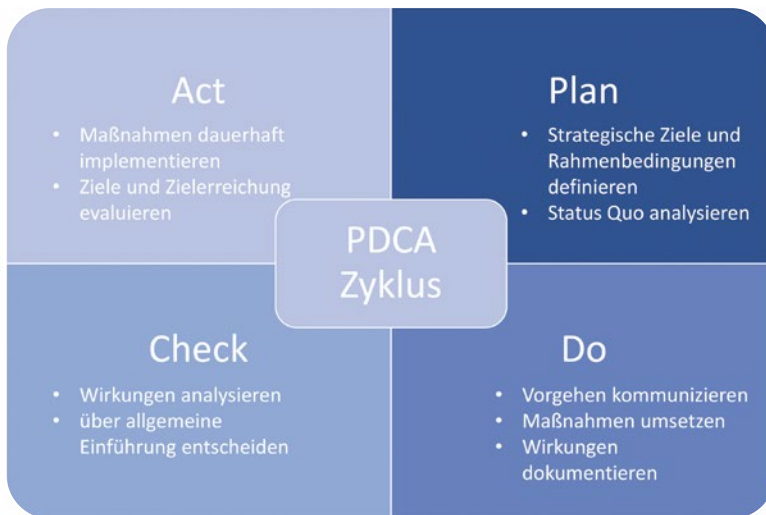 Act
• Maßnahmen dauerhaft
implementieren
• Ziele und Zielerreichung
evaluieren
Plan
• Strategische Ziele und
Rahmenbedingungen
definieren
• Status Quo analysieren
PDCA
Zyklus
Check
• Wirkungen analysieren
• über allgemeine
Einführung entscheiden
Do
• Vorgehen kommunizieren
• Maßnahmen umsetzen
• Wirkungen
dokumentieren